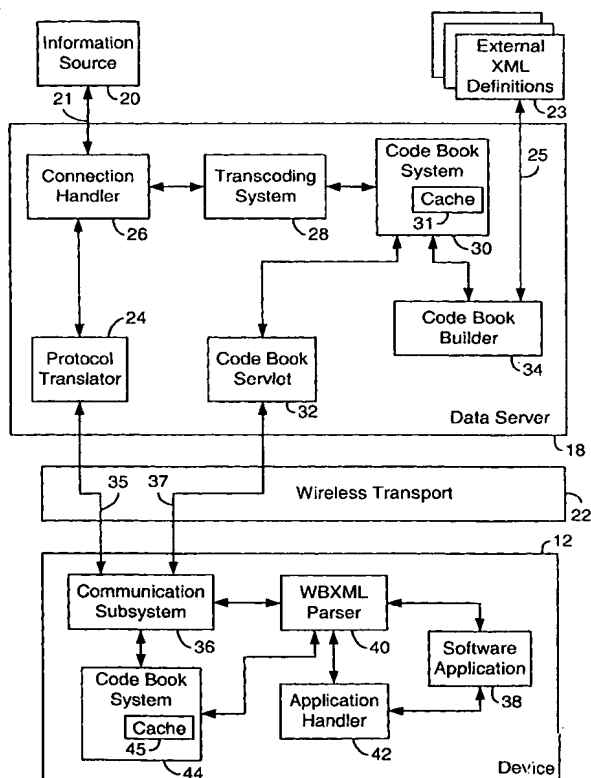 Information
Source
21
20
External
XML
Definitions
23
25
Connection
Handler
26
Transcoding
System
28
Code Book
System
Cache
31
30
24
Protocol
Translator
Code Book
Servlet
32
Code Book
Builder
34
Data Server
18
35
37
Wireless Transport
22
12
Communication
Subsystem
36
WBXML
Parser
40
Software
Application
38
Code Book
System
Cache
45
44
Application
Handler
42
Device